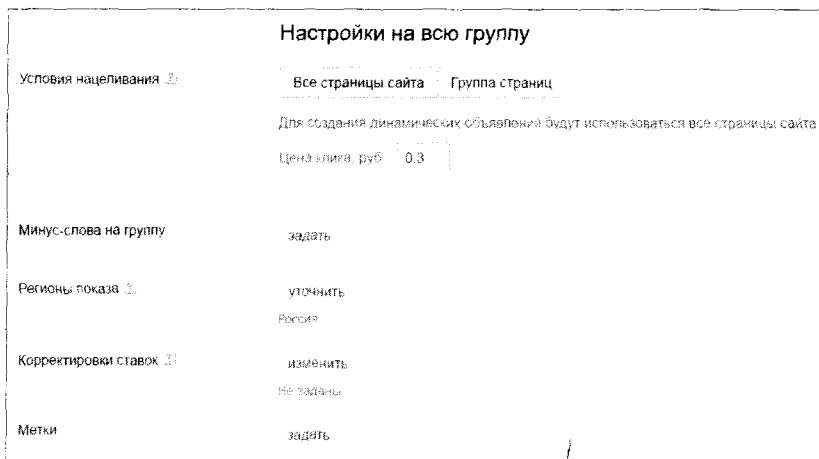 Настройки на всю группу
Условия нацеливания ?
Все страницы сайта Группа страниц
Для создания динамических объявлений будут использоваться все страницы сайта
Цена клика, руб 0.3
Минус-слова на группу задать
Регионы показа ? уточнить
Россия
Корректировки ставок ? изменить
Не заданы
Метки задать